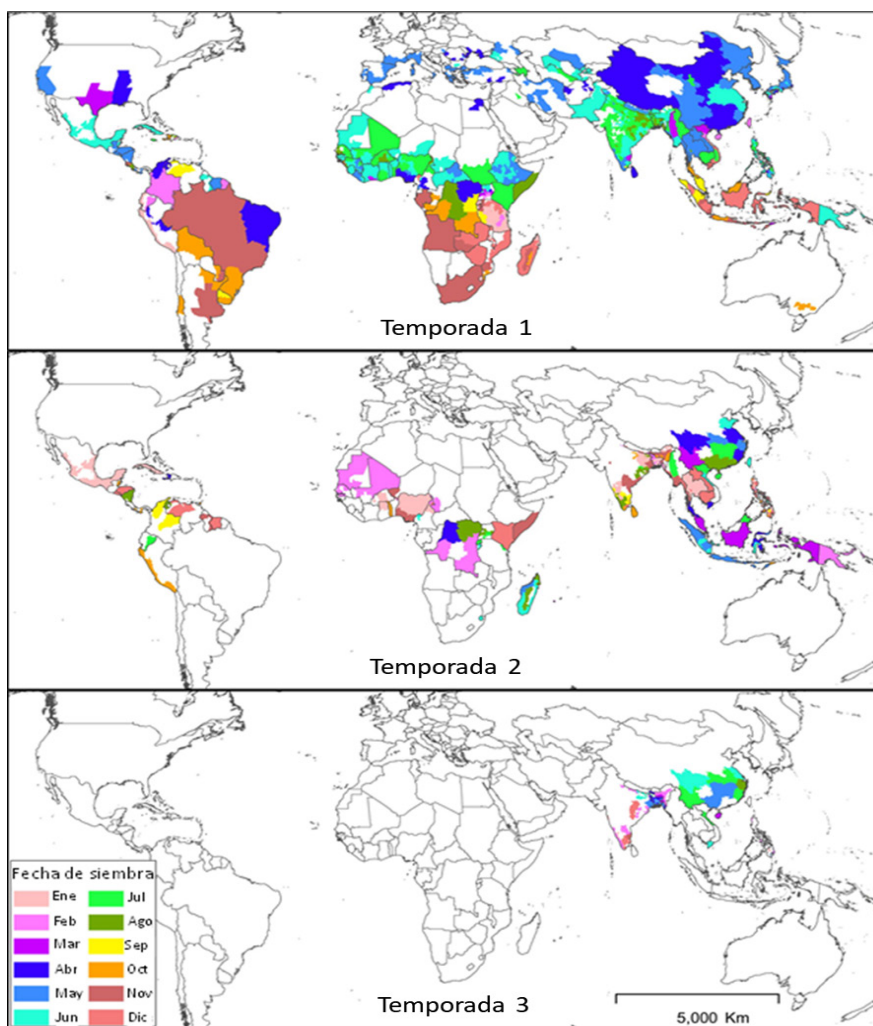 Temporada 1
Temporada 2
Fecha de siembra
Ene Jul
Feb Ago
Mar Sep
Abr Oct
May Nov
Jun Dic
Temporada 3
5,000 Km